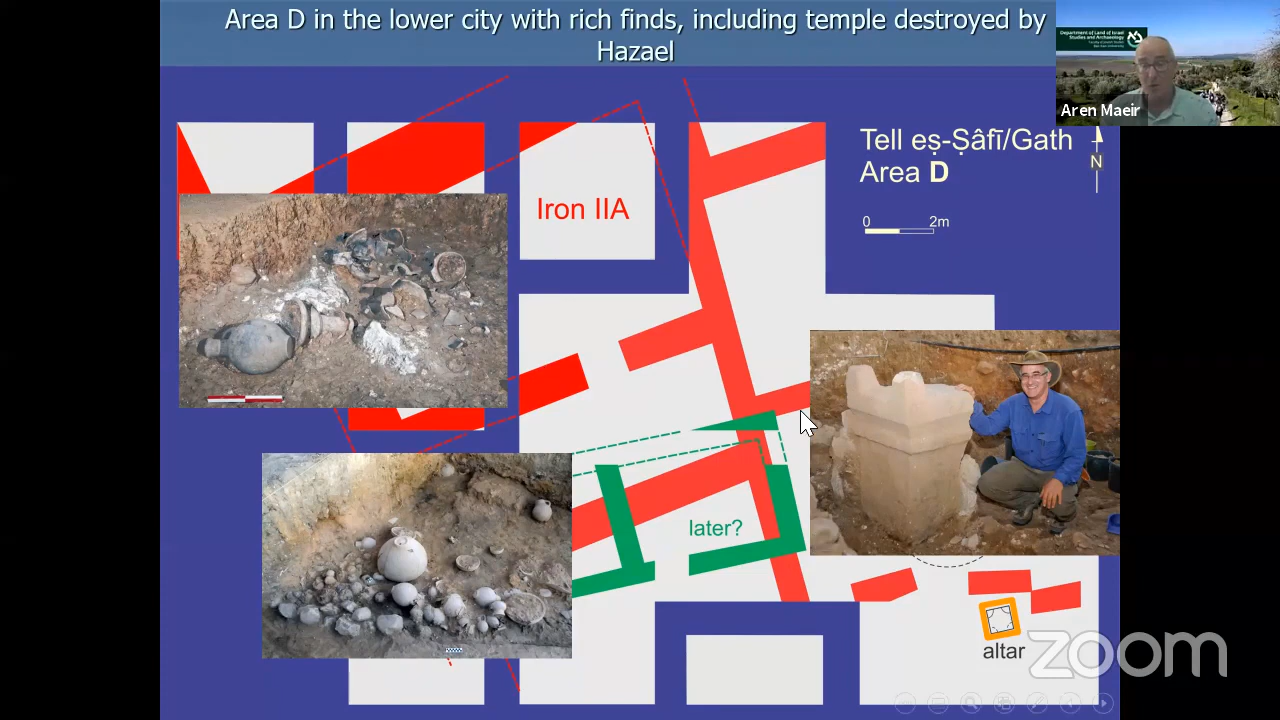 Area D in the lower city with rich finds, including temple destroyed by
Hazael
Department of Land of Israel
Studies and Archaeology
Aren Maeir
Tell eṣ-Ṣâfī/Gath
Area D
N
0 2m
Iron IIA
later?
altar
zoom